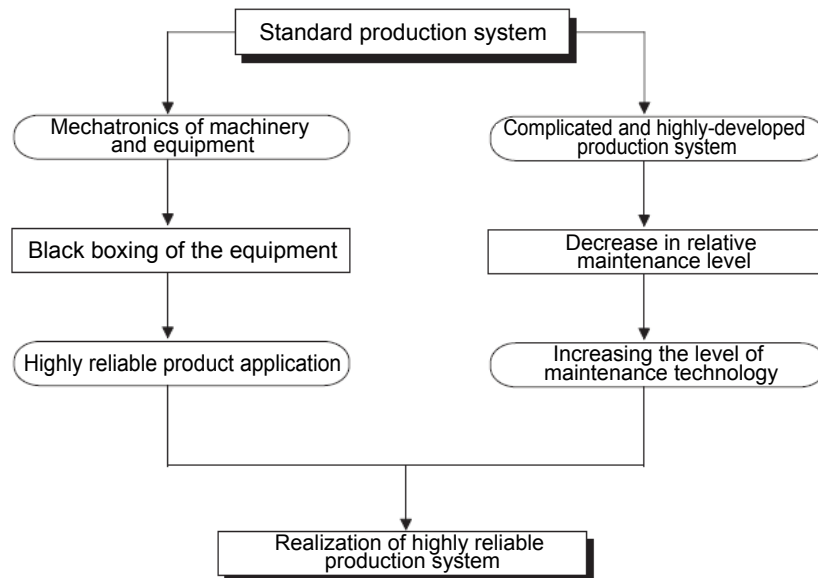 Standard production system
Mechatronics of machinery
and equipment
Complicated and highly-developed
production system
Black boxing of the equipment
Decrease in relative
maintenance level
Highly reliable product application
Increasing the level of
maintenance technology
Realization of highly reliable
production system